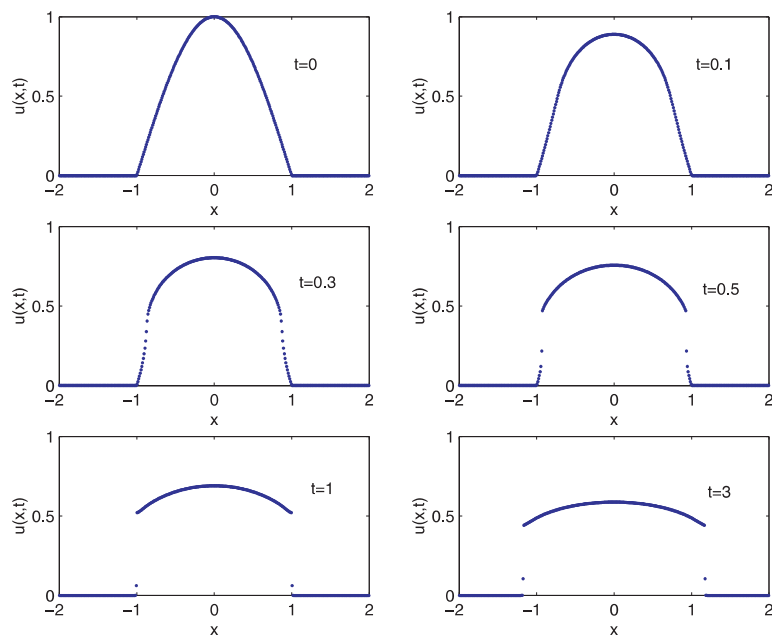 1
0.5
0
−2 −1 0 1 2
x
u(x,t)
t=0
1
0.5
0
−2 −1 0 1 2
x
u(x,t)
t=0.1
1
0.5
0
−2 −1 0 1 2
x
u(x,t)
t=0.3
1
0.5
0
−2 −1 0 1 2
x
u(x,t)
t=0.5
1
0.5
0
−2 −1 0 1 2
x
u(x,t)
t=1
1
0.5
0
−2 −1 0 1 2
x
u(x,t)
t=3